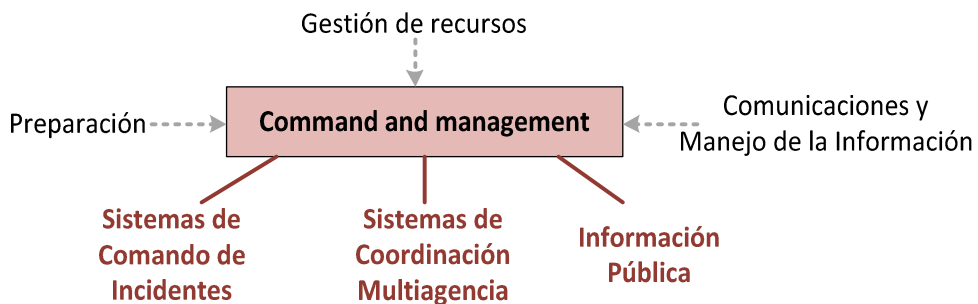 Gestión de recursos
Preparación
Command and management
Comunicaciones y
Manejo de la Información
Sistemas de
Comando de
Incidentes
Sistemas de
Coordinación
Multiagencia
Información
Pública